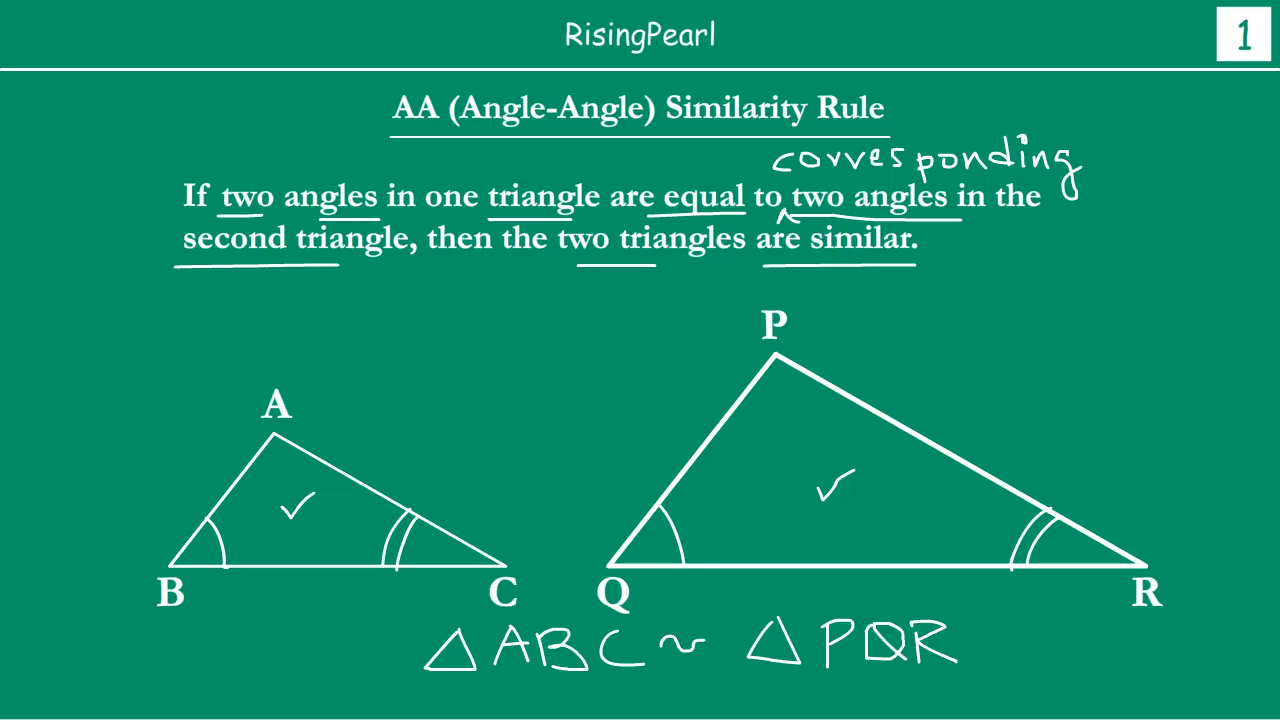 RisingPearl
1
AA (Angle-Angle) Similarity Rule
corresponding
If two angles in one triangle are equal to two angles in the
second triangle, then the two triangles are similar.
P
A
B
C
Q
R
△ABC ~ △PQR